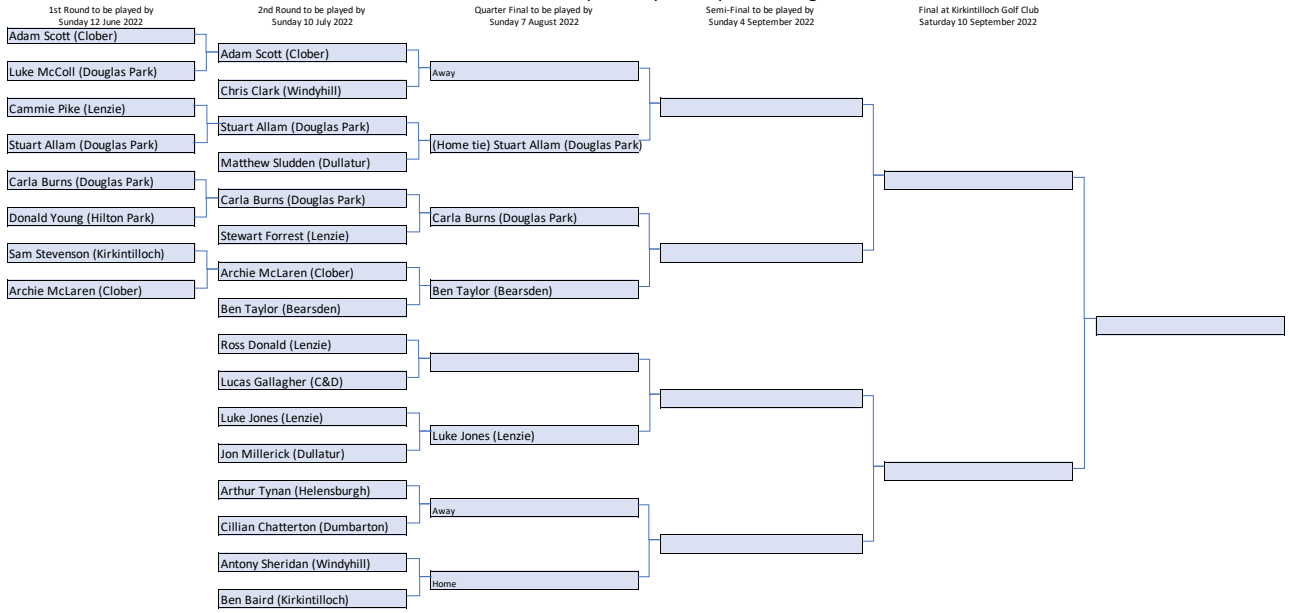 1st Round to be played by
Sunday 12 June 2022
2nd Round to be played by
Sunday 10 July 2022
Quarter Final to be played by
Sunday 7 August 2022
Semi-Final to be played by
Sunday 4 September 2022
Final at Kirkintilloch Golf Club
Saturday 10 September 2022
Adam Scott (Clober)
Luke McColl (Douglas Park)
Cammie Pike (Lenzie)
Stuart Allam (Douglas Park)
Carla Burns (Douglas Park)
Donald Young (Hilton Park)
Sam Stevenson (Kirkintilloch)
Archie McLaren (Clober)
Adam Scott (Clober)
Chris Clark (Windyhill)
Stuart Allam (Douglas Park)
Matthew Sludden (Dullatur)
Carla Burns (Douglas Park)
Stewart Forrest (Lenzie)
Archie McLaren (Clober)
Ben Taylor (Bearsden)
Ross Donald (Lenzie)
Lucas Gallagher (C&D)
Luke Jones (Lenzie)
Jon Millerick (Dullatur)
Arthur Tynan (Helensburgh)
Cillian Chatterton (Dumbarton)
Antony Sheridan (Windyhill)
Ben Baird (Kirkintilloch)
Away
(Home tie) Stuart Allam (Douglas Park)
Carla Burns (Douglas Park)
Ben Taylor (Bearsden)
Luke Jones (Lenzie)
Away
Home